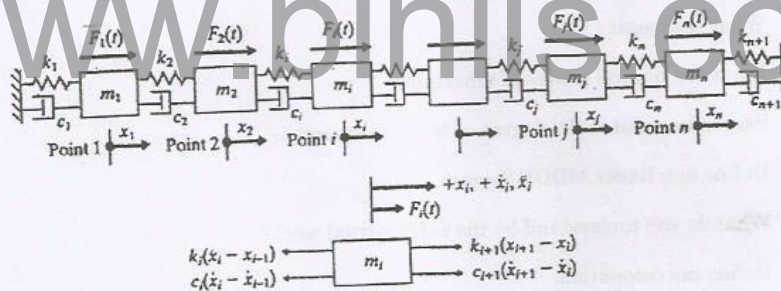 www.binils.com
F₁(t) F₂(t) Fᵢ(t) Fⱼ(t) Fₙ(t)
k₁ k₂ kᵢ kⱼ kₙ kₙ₊₁
m₁ m₂ mᵢ mⱼ mₙ
c₁ c₂ cᵢ cⱼ cₙ cₙ₊₁
x₁ x₂ xᵢ xⱼ xₙ
Point 1 Point 2 Point i Point j Point n
+xᵢ, +ẋᵢ, ẍᵢ
Fᵢ(t)
kᵢ(xᵢ − xᵢ₋₁) kᵢ₊₁(xᵢ₊₁ − xᵢ)
mᵢ
cᵢ(ẋᵢ − ẋᵢ₋₁) cᵢ₊₁(ẋᵢ₊₁ − ẋᵢ)